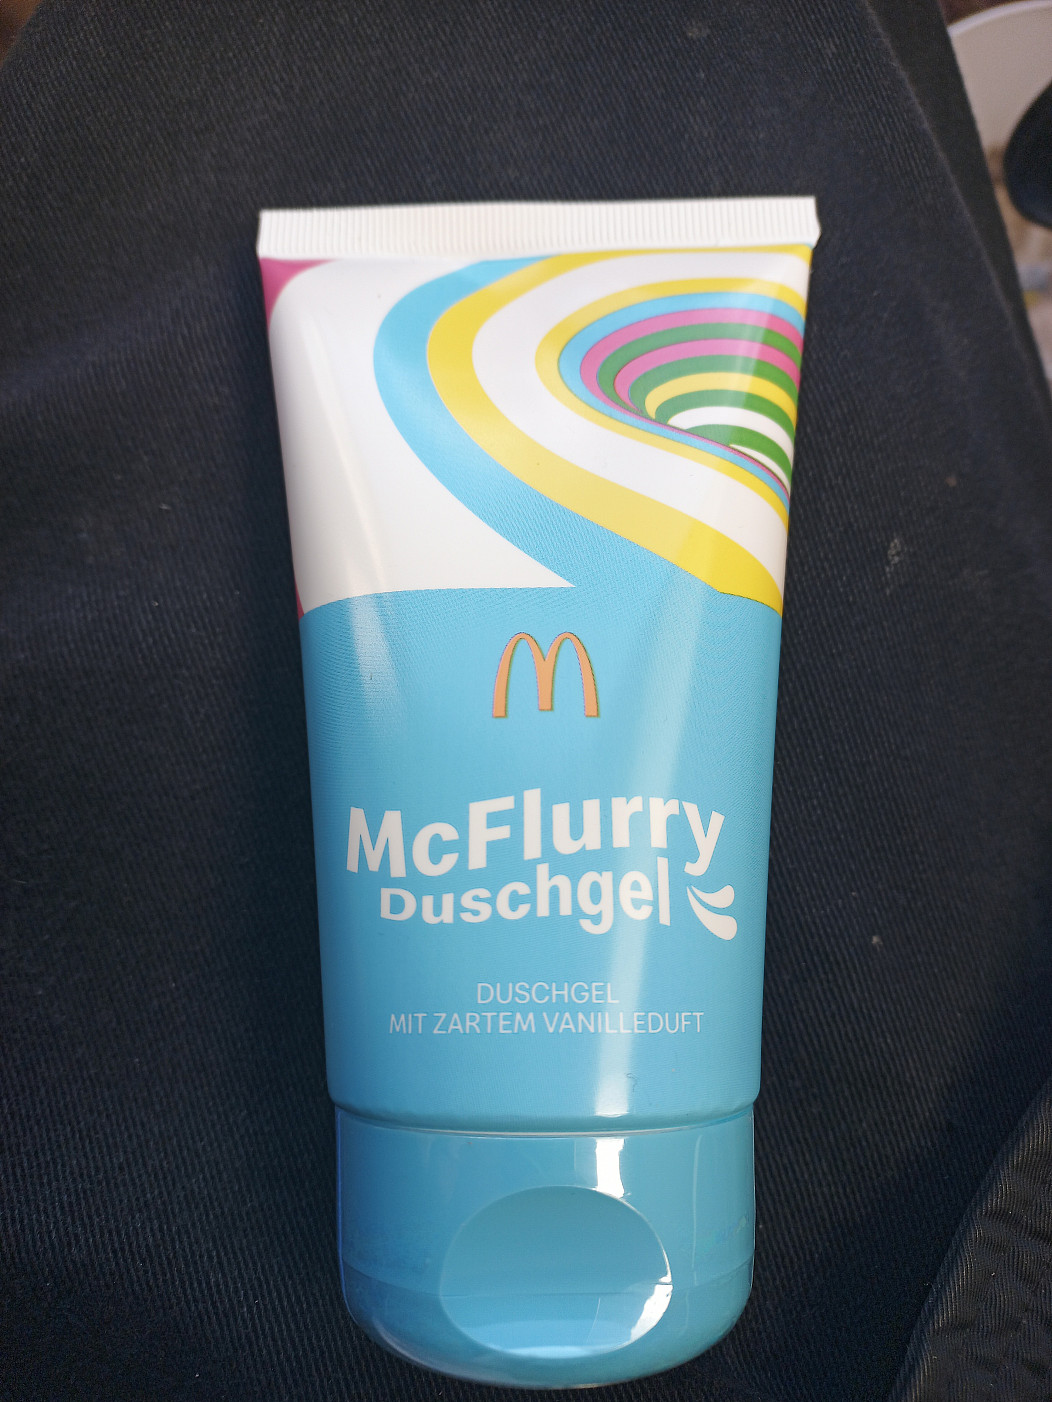 McFlurry
Duschgel
DUSCHGEL
MIT ZARTEM VANILLEDUFT